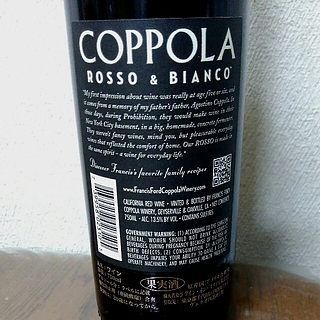 COPPOLA
ROSSO & BIANCO
"My first impression about wine was really at age five or six, and
it comes from a memory of my father's father, Agostino Coppola. In
those days, during Prohibition, they would make wine in their
New York City basement, in a big, homemade, concrete fermenter.
They weren't fancy wines, mind you, but pleasurable everyday
wines that reflected the comfort of home. Our ROSSO is made in
the same spirit - a wine for everyday life."
Discover Francis's favorite family recipes
www.FrancisFordCoppolaWinery.com
CALIFORNIA RED WINE • VINTED & BOTTLED BY FRANCIS FORD
COPPOLA WINERY, GEYSERVILLE & OAKVILLE, CA • NET CONTENTS
750ML • ALC. 13.5% BY VOL. • CONTAINS SULFITES
GOVERNMENT WARNING: (1) ACCORDING TO THE SURGEON
GENERAL, WOMEN SHOULD NOT DRINK ALCOHOLIC
BEVERAGES DURING PREGNANCY BECAUSE OF THE RISK OF
BIRTH DEFECTS. (2) CONSUMPTION OF ALCOHOLIC
BEVERAGES IMPAIRS YOUR ABILITY TO DRIVE A CAR OR
OPERATE MACHINERY, AND MAY CAUSE HEALTH PROBLEMS.
ワイン
果実酒